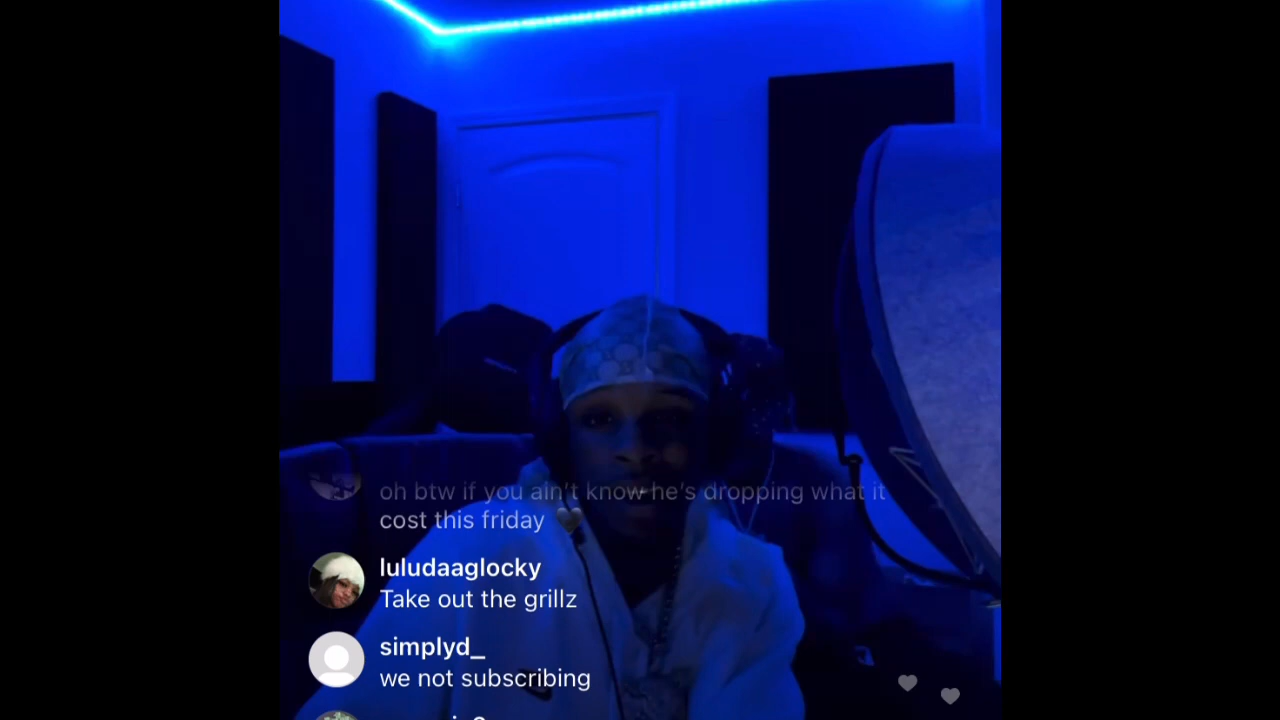 oh btw if you ain't know he's dropping what it
cost this friday
luludaaglocky
Take out the grillz
simplyd_
we not subscribing